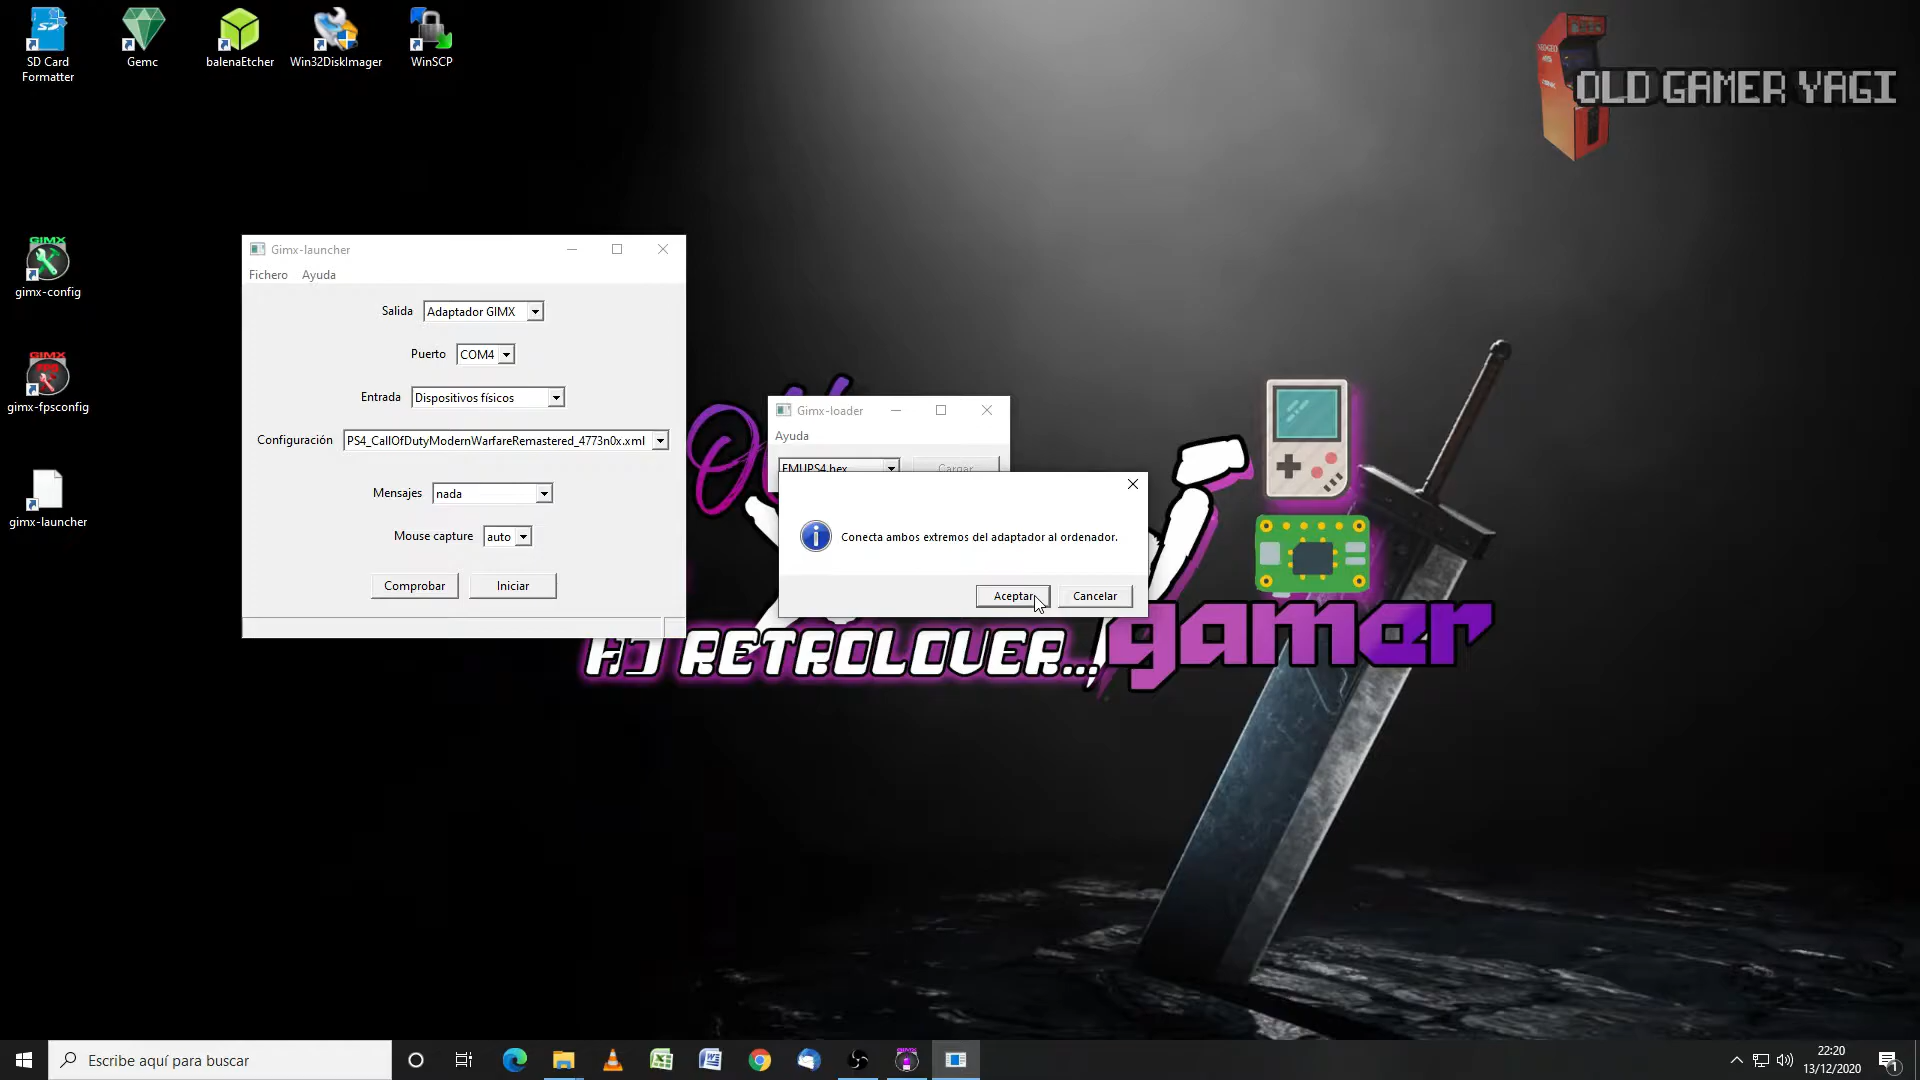 SD Card
Formatter
Gemc
balenaEtcher
Win32DiskImager
WinSCP
OLD GAMER YAGI
GIMX
gimx-config
GIMX
gimx-fpsconfig
gimx-launcher
Gimx-launcher
Fichero Ayuda
Salida Adaptador GIMX
Puerto COM4
Entrada Dispositivos físicos
Configuración PS4_CallOfDutyModernWarfareRemastered_4773n0x.xml
Mensajes nada
Mouse capture auto
Comprobar Iniciar
Gimx-loader
Ayuda
EMUPS4.hex Cargar
Conecta ambos extremos del adaptador al ordenador.
Aceptar Cancelar
gamer
RETROLOVER...
Escribe aquí para buscar
22:20
13/12/2020
1